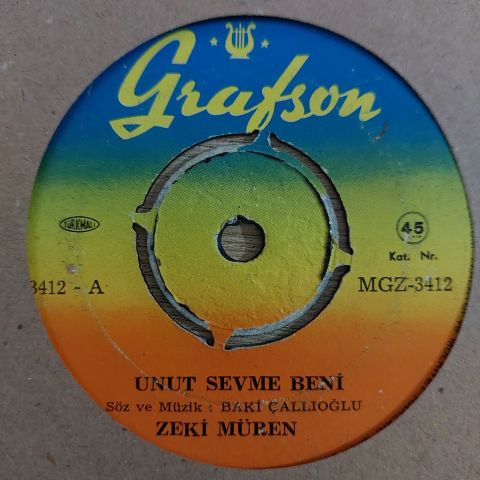 Grafson
TÜRKMALI
45
Kat. Nr.
3412 - A
MGZ-3412
UNUT SEVME BENİ
Söz ve Müzik : BAKİ ÇALLIOĞLU
ZEKİ MÜREN